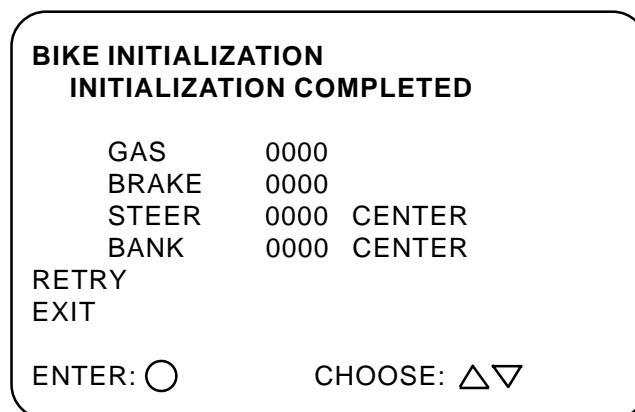 BIKE INITIALIZATION
INITIALIZATION COMPLETED
GAS 0000
BRAKE 0000
STEER 0000 CENTER
BANK 0000 CENTER
RETRY
EXIT
ENTER: ◯ CHOOSE: △▽